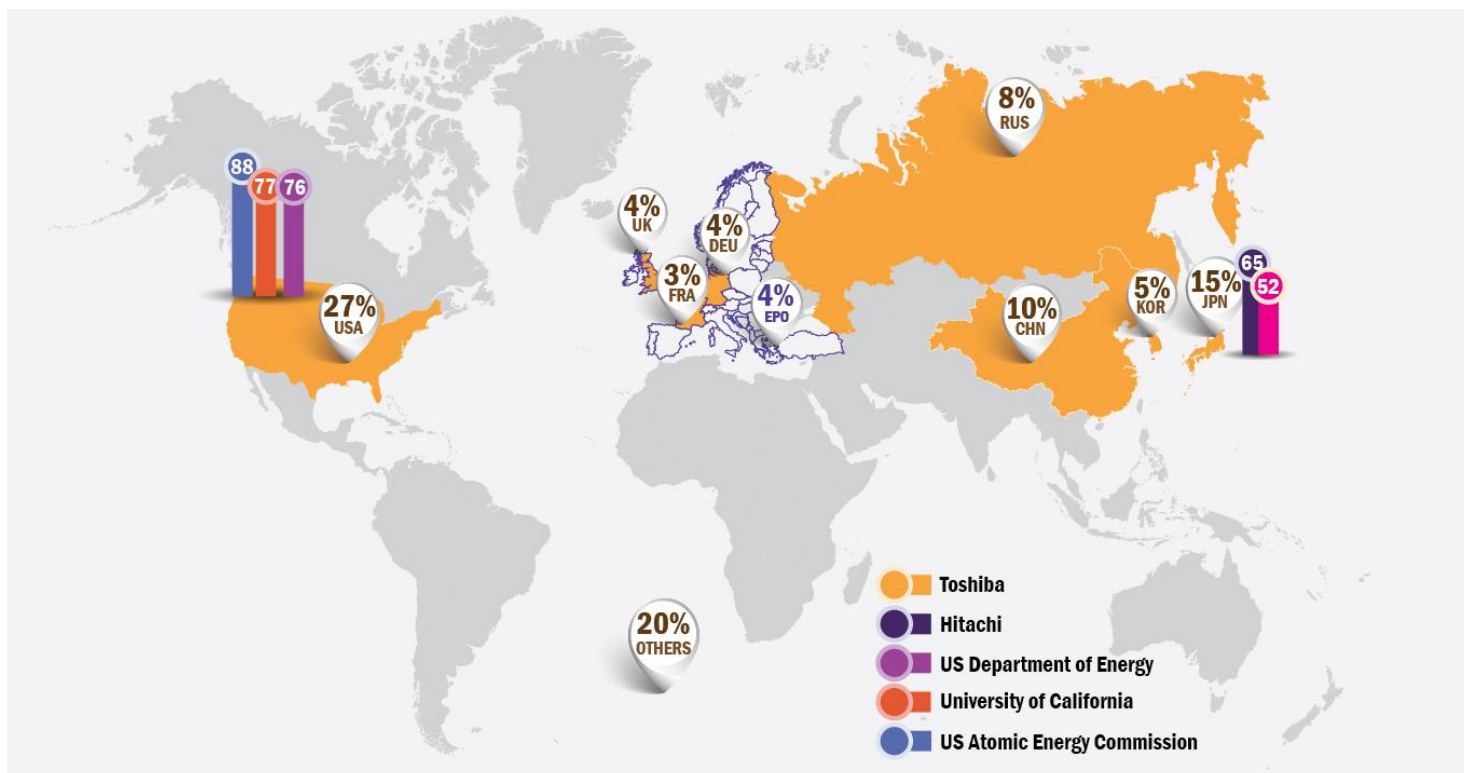 88
77
76
27%
USA
4%
UK
3%
FRA
4%
DEU
4%
EPO
8%
RUS
10%
CHN
5%
KOR
15%
JPN
65
52
20%
OTHERS
Toshiba
Hitachi
US Department of Energy
University of California
US Atomic Energy Commission